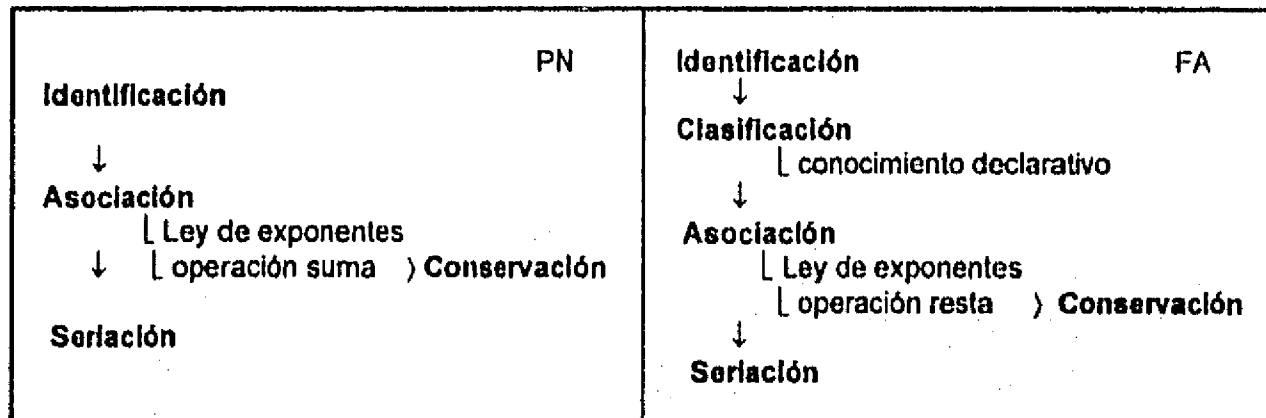 PN
Identificación
↓
Asociación
⌊ Ley de exponentes
↓ ⌊ operación suma ⟩ Conservación
Seriación
Identificación FA
↓
Clasificación
⌊ conocimiento declarativo
↓
Asociación
⌊ Ley de exponentes
⌊ operación resta ⟩ Conservación
↓
Seriación